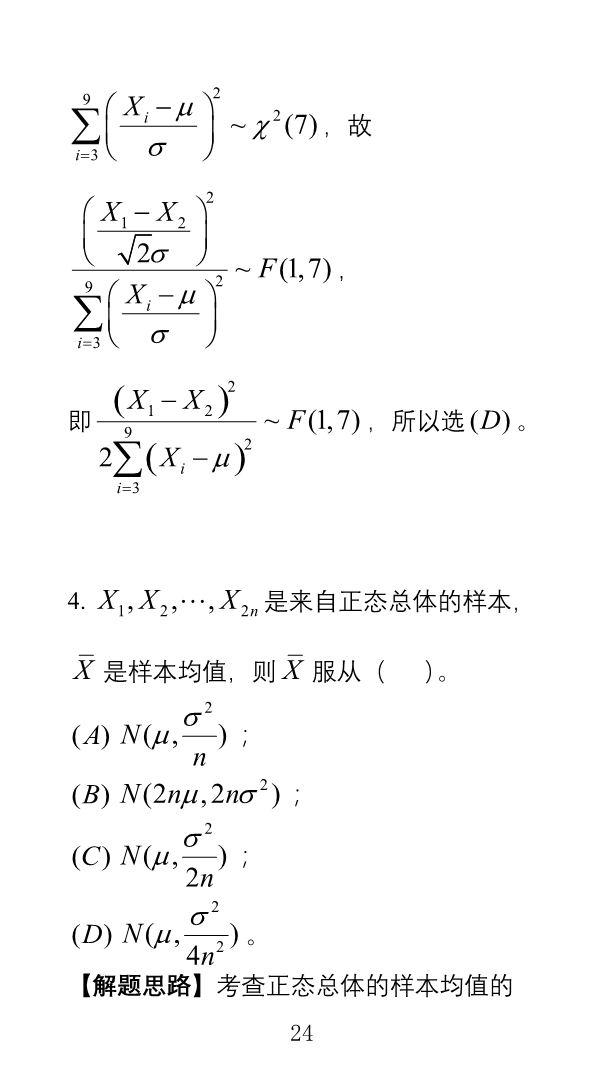 $\sum_{i=3}^{9}\left(\frac{X_i-\mu}{\sigma}\right)^2 \sim \chi^2(7)$，故
$\frac{\left(\frac{X_1-X_2}{\sqrt{2}\sigma}\right)^2}{\sum_{i=3}^{9}\left(\frac{X_i-\mu}{\sigma}\right)^2} \sim F(1,7)$，
即$\frac{(X_1-X_2)^2}{2\sum_{i=3}^{9}(X_i-\mu)^2} \sim F(1,7)$，所以选$(D)$。
4. $X_1,X_2,\cdots,X_{2n}$是来自正态总体的样本，
$\overline{X}$是样本均值，则$\overline{X}$服从（ ）。
$(A)\ N(\mu,\frac{\sigma^2}{n})$；
$(B)\ N(2n\mu,2n\sigma^2)$；
$(C)\ N(\mu,\frac{\sigma^2}{2n})$；
$(D)\ N(\mu,\frac{\sigma^2}{4n^2})$。
【解题思路】考查正态总体的样本均值的
24